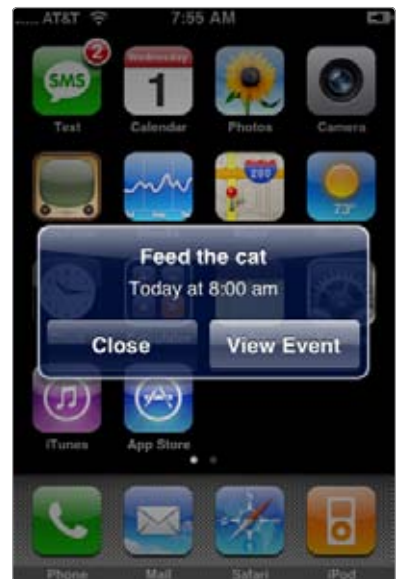 AT&T 7:55 AM
2
SMS
Wednesday
1
280
73°
Text Calendar Photos Camera
Feed the cat
Today at 8:00 am
Close View Event
iTunes App Store
Phone Mail Safari iPod